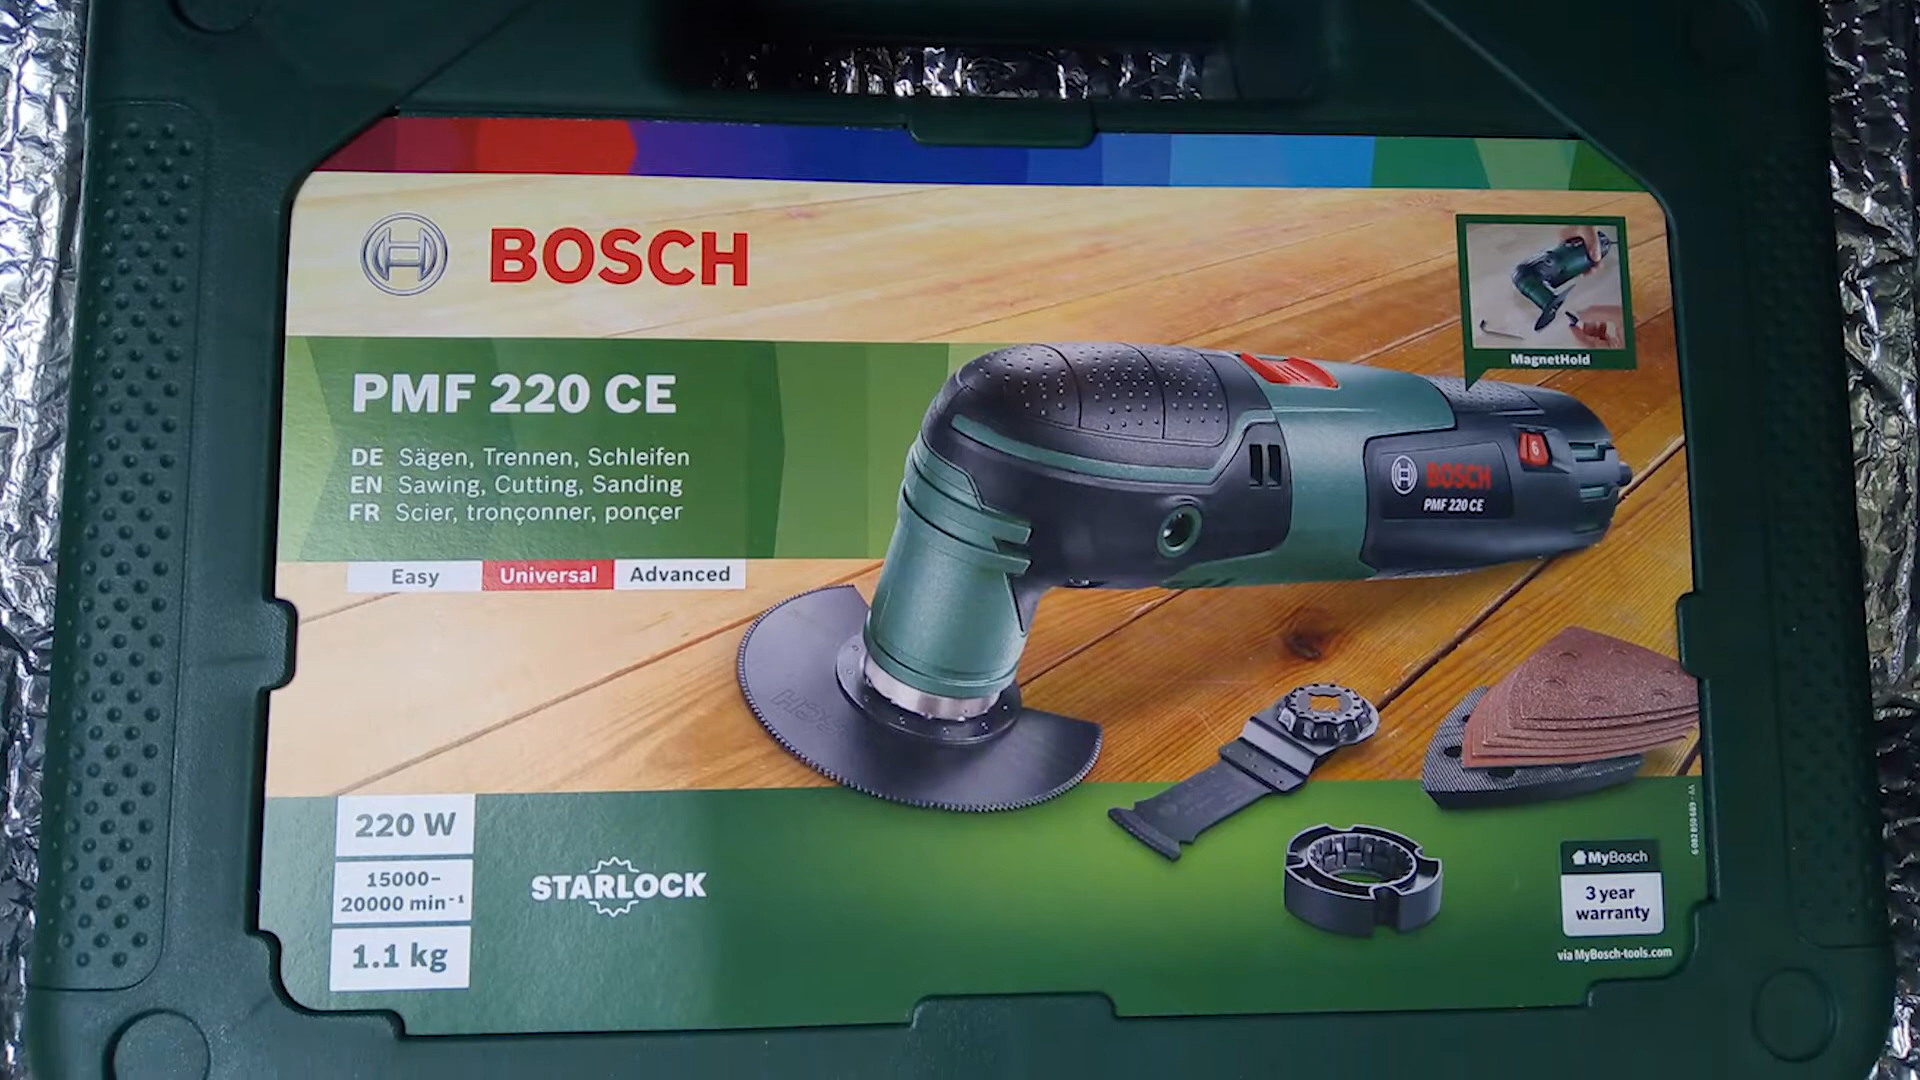 BOSCH
MagnetHold
PMF 220 CE
DE Sägen, Trennen, Schleifen
EN Sawing, Cutting, Sanding
FR Scier, tronçonner, ponçer
Easy Universal Advanced
6
BOSCH
PMF 220 CE
220 W
15000-
20000 min⁻¹
1.1 kg
STARLOCK
MyBosch
3 year
warranty
via MyBosch-tools.com